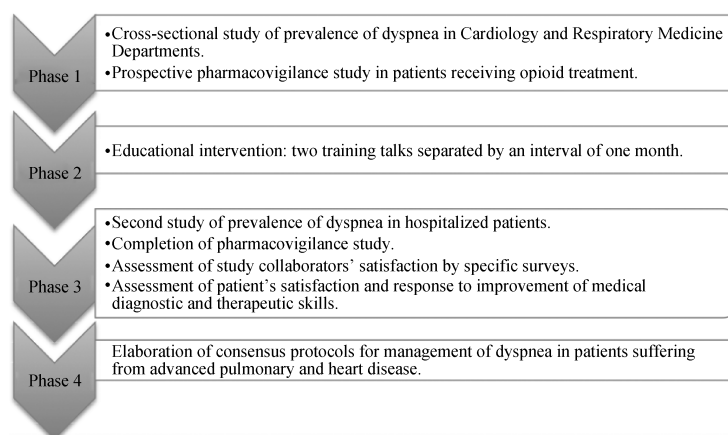 Phase 1
•Cross-sectional study of prevalence of dyspnea in Cardiology and Respiratory Medicine
Departments.
•Prospective pharmacovigilance study in patients receiving opioid treatment.
Phase 2
•Educational intervention: two training talks separated by an interval of one month.
Phase 3
•Second study of prevalence of dyspnea in hospitalized patients.
•Completion of pharmacovigilance study.
•Assessment of study collaborators’ satisfaction by specific surveys.
•Assessment of patient’s satisfaction and response to improvement of medical
diagnostic and therapeutic skills.
Phase 4
Elaboration of consensus protocols for management of dyspnea in patients suffering
from advanced pulmonary and heart disease.